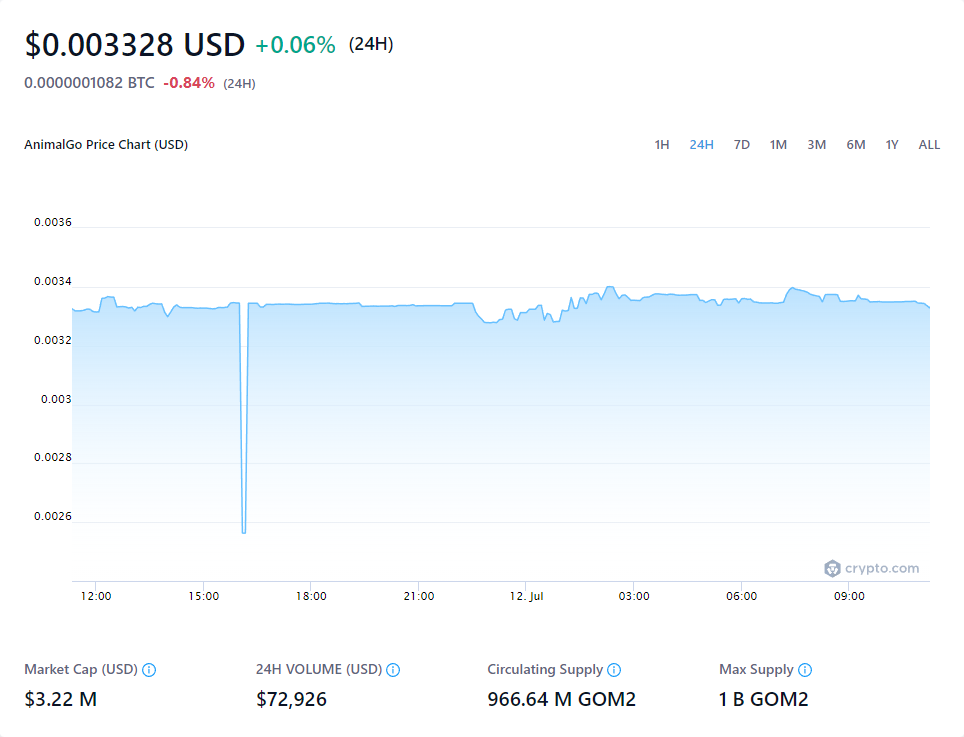 $0.003328 USD +0.06% (24H)
0.0000001082 BTC -0.84% (24H)
AnimalGo Price Chart (USD) 1H 24H 7D 1M 3M 6M 1Y ALL
0.0036
0.0034
0.0032
0.003
0.0028
0.0026
crypto.com
12:00 15:00 18:00 21:00 12. Jul 03:00 06:00 09:00
Market Cap (USD) 24H VOLUME (USD) Circulating Supply Max Supply
$3.22 M $72,926 966.64 M GOM2 1 B GOM2